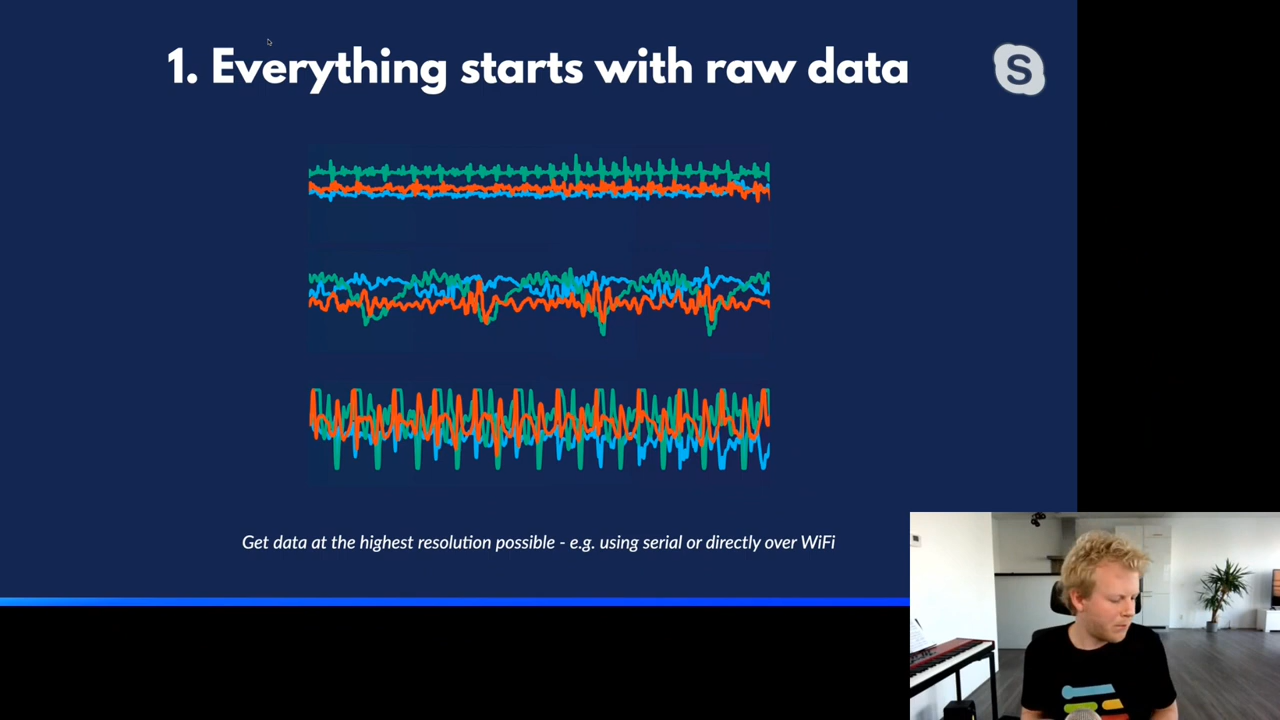 1. Everything starts with raw data
S
Get data at the highest resolution possible - e.g. using serial or directly over WiFi